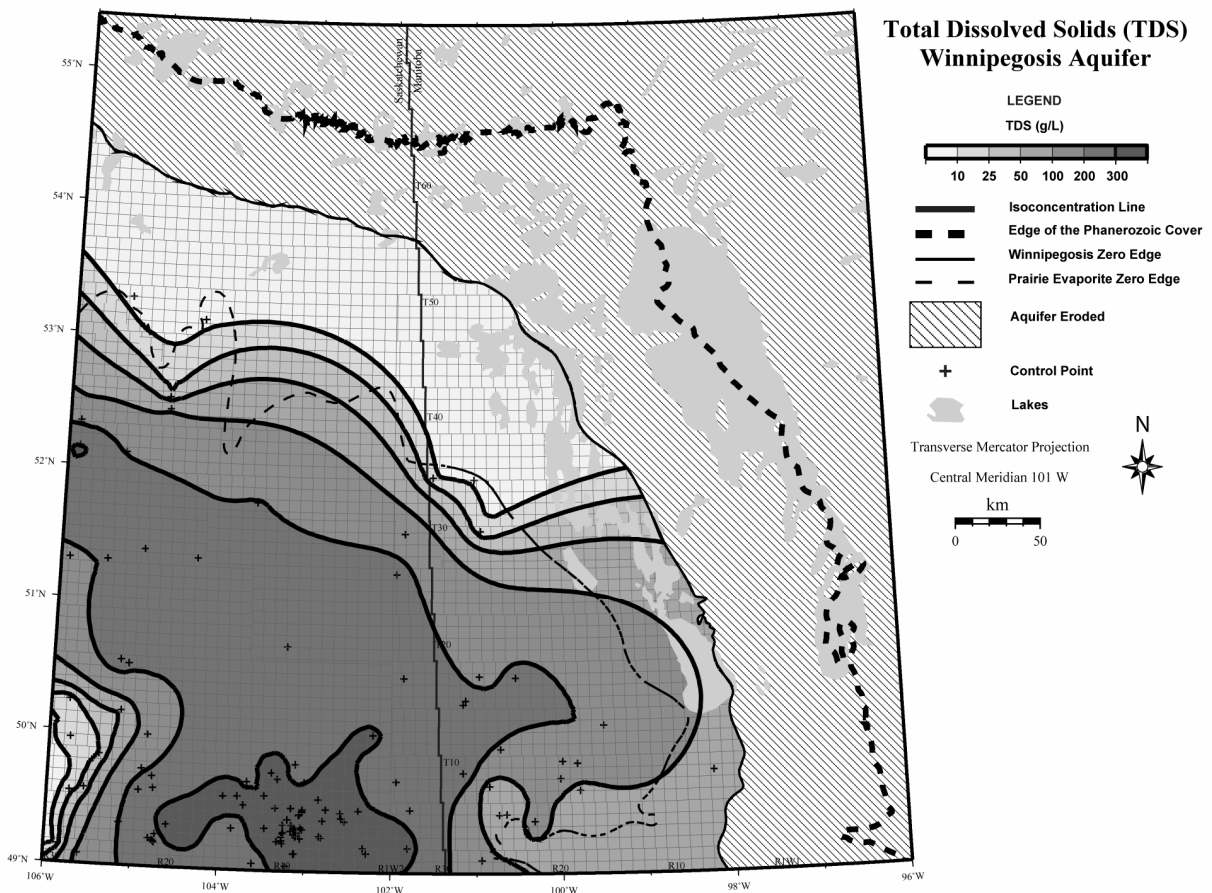 Total Dissolved Solids (TDS)
Winnipegosis Aquifer
LEGEND
TDS (g/L)
10 25 50 100 200 300
Isoconcentration Line
Edge of the Phanerozoic Cover
Winnipegosis Zero Edge
Prairie Evaporite Zero Edge
Aquifer Eroded
Control Point
Lakes
Transverse Mercator Projection
Central Meridian 101 W
N
km
0 50
Saskatchewan
Manitoba
55˚N
54˚N
53˚N
52˚N
51˚N
50˚N
49˚N
T60
T50
T40
T30
T10
R20
R1W2
R20
R10
R1W1
106˚W 104˚W 102˚W 100˚W 98˚W 96˚W